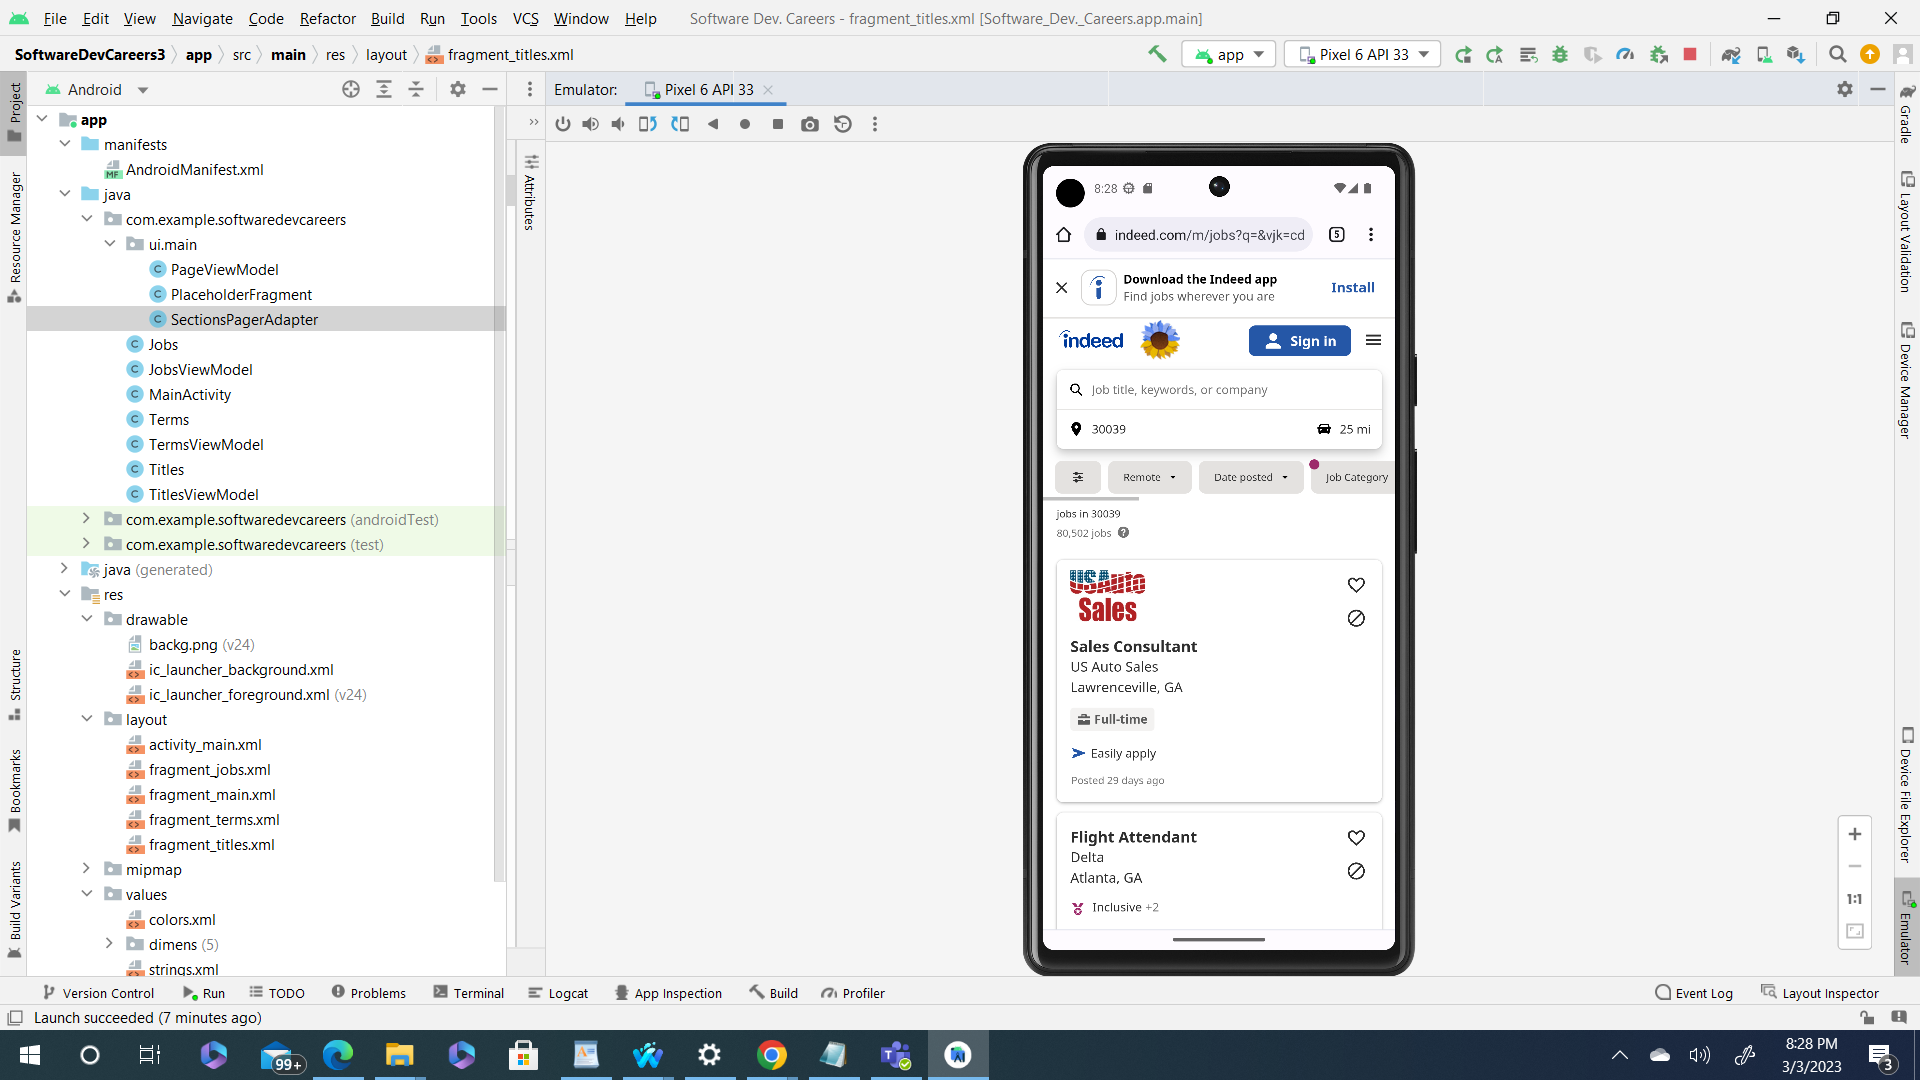 File Edit View Navigate Code Refactor Build Run Tools VCS Window Help Software Dev. Careers - fragment_titles.xml [Software_Dev._Careers.app.main]
SoftwareDevCareers3 app src main res layout fragment_titles.xml app Pixel 6 API 33
Project
Resource Manager
Structure
Bookmarks
Build Variants
Android
app
manifests
MF AndroidManifest.xml
java
com.example.softwaredevcareers
ui.main
C PageViewModel
C PlaceholderFragment
C SectionsPagerAdapter
C Jobs
C JobsViewModel
C MainActivity
C Terms
C TermsViewModel
C Titles
C TitlesViewModel
com.example.softwaredevcareers (androidTest)
com.example.softwaredevcareers (test)
java (generated)
res
drawable
backg.png (v24)
ic_launcher_background.xml
ic_launcher_foreground.xml (v24)
layout
activity_main.xml
fragment_jobs.xml
fragment_main.xml
fragment_terms.xml
fragment_titles.xml
mipmap
values
colors.xml
dimens (5)
strings.xml
Attributes
Emulator: Pixel 6 API 33
8:28
indeed.com/m/jobs?q=&vjk=cd 5
Download the Indeed app
Find jobs wherever you are
Install
indeed
Sign in
Job title, keywords, or company
30039 25 mi
Remote Date posted Job Category
jobs in 30039
80,502 jobs ?
USAuto
Sales
Sales Consultant
US Auto Sales
Lawrenceville, GA
Full-time
Easily apply
Posted 29 days ago
Flight Attendant
Delta
Atlanta, GA
Inclusive +2
1:1
Gradle
Layout Validation
Device Manager
Device File Explorer
Emulator
Version Control Run TODO Problems Terminal Logcat App Inspection Build Profiler Event Log Layout Inspector
Launch succeeded (7 minutes ago)
99+
8:28 PM
3/3/2023
3